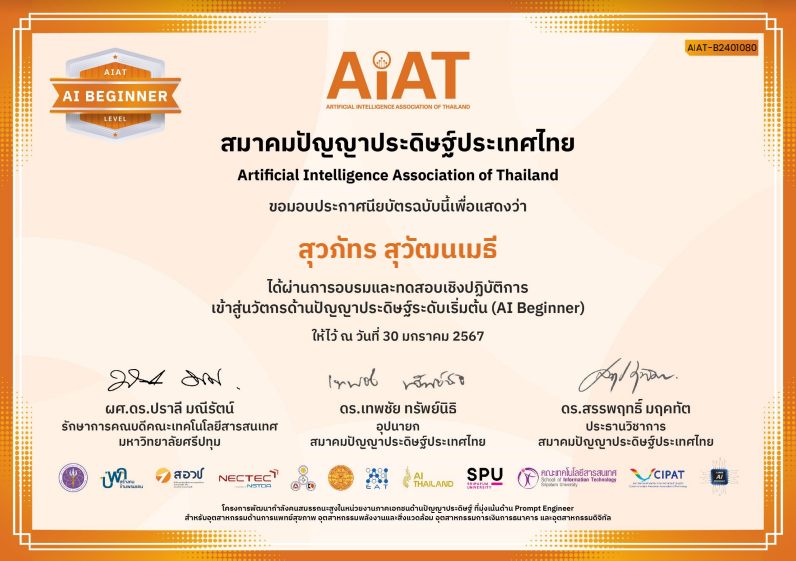 AiAT-B2401080
AIAT
AI BEGINNER
LEVEL
AiAT
ARTIFICIAL INTELLIGENCE ASSOCIATION OF THAILAND
สมาคมปัญญาประดิษฐ์ประเทศไทย
Artificial Intelligence Association of Thailand
ขอมอบประกาศนียบัตรฉบับนี้เพื่อแสดงว่า
สุวภัทร สุวัฒนเมธี
ได้ผ่านการอบรมและทดสอบเชิงปฏิบัติการ
เข้าสู่นวัตกรด้านปัญญาประดิษฐ์ระดับเริ่มต้น (AI Beginner)
ให้ไว้ ณ วันที่ 30 มกราคม 2567
ผศ.ดร.ปราลี มณีรัตน์
รักษาการคณบดีคณะเทคโนโลยีสารสนเทศ
มหาวิทยาลัยศรีปทุม
ดร.เทพชัย ทรัพย์นิธิ
อุปนายก
สมาคมปัญญาประดิษฐ์ประเทศไทย
ดร.สรรพฤทธิ์ มฤคทัต
ประธานวิชาการ
สมาคมปัญญาประดิษฐ์ประเทศไทย
สอวช
NECTEC
NSTDA
EAT
AI
THAILAND
SPU
SRIPATUM
UNIVERSITY
คณะเทคโนโลยีสารสนเทศ
School of Information Technology
Sripatum University
CIPAT
โครงการพัฒนากำลังคนสมรรถนะสูงในหน่วยงานภาคเอกชนด้านปัญญาประดิษฐ์ ที่มุ่งเน้นด้าน Prompt Engineer
สำหรับอุตสาหกรรมด้านการแพทย์สุขภาพ อุตสาหกรรมพลังงานและสิ่งแวดล้อม อุตสาหกรรมการเงินการธนาคาร และอุตสาหกรรมดิจิทัล